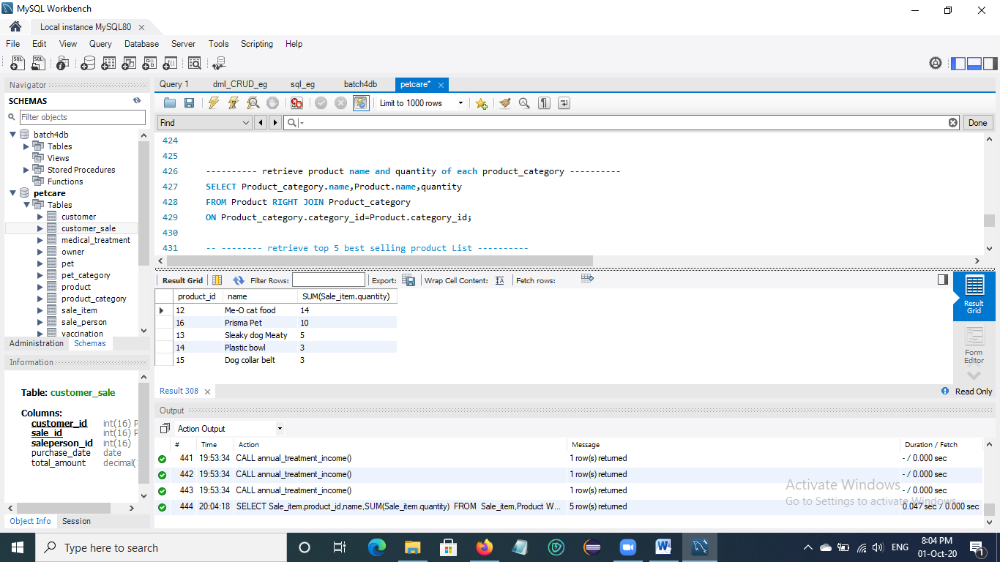 MySQL Workbench
Local instance MySQL80
File Edit View Query Database Server Tools Scripting Help
Navigator
SCHEMAS
Filter objects
batch4db
Tables
Views
Stored Procedures
Functions
petcare
Tables
customer
customer_sale
medical_treatment
owner
pet
pet_category
product
product_category
sale_item
sale_person
vaccination
Administration Schemas
Information
Table: customer_sale
Columns:
customer_id int(16) P
sale_id int(16) P
saleperson_id int(16)
purchase_date date
total_amount decimal(
Object Info Session
Query 1 dml_CRUD_eg sql_eg batch4db petcare*
Limit to 1000 rows
Find Done
424
425
426 ---------- retrieve product name and quantity of each product_category ----------
427 SELECT Product_category.name,Product.name,quantity
428 FROM Product RIGHT JOIN Product_category
429 ON Product_category.category_id=Product.category_id;
430
431 -- -------- retrieve top 5 best selling product List ----------
Result Grid Filter Rows: Export: Wrap Cell Content: Fetch rows:
product_id name SUM(Sale_item.quantity)
12 Me-O cat food 14
16 Prisma Pet 10
13 Sleaky dog Meaty 5
14 Plastic bowl 3
15 Dog collar belt 3
Result Grid
Form Editor
Result 308
Read Only
Output
Action Output
# Time Action Message Duration / Fetch
441 19:53:34 CALL annual_treatment_income() 1 row(s) returned - / 0.000 sec
442 19:53:34 CALL annual_treatment_income() 1 row(s) returned - / 0.000 sec
443 19:53:34 CALL annual_treatment_income() 1 row(s) returned - / 0.000 sec
444 20:04:18 SELECT Sale_item.product_id,name,SUM(Sale_item.quantity) FROM Sale_item,Product W... 5 row(s) returned 0.047 sec / 0.000 sec
Activate Windows
Go to Settings to activate Windows.
Type here to search
ENG
8:04 PM
01-Oct-20
1